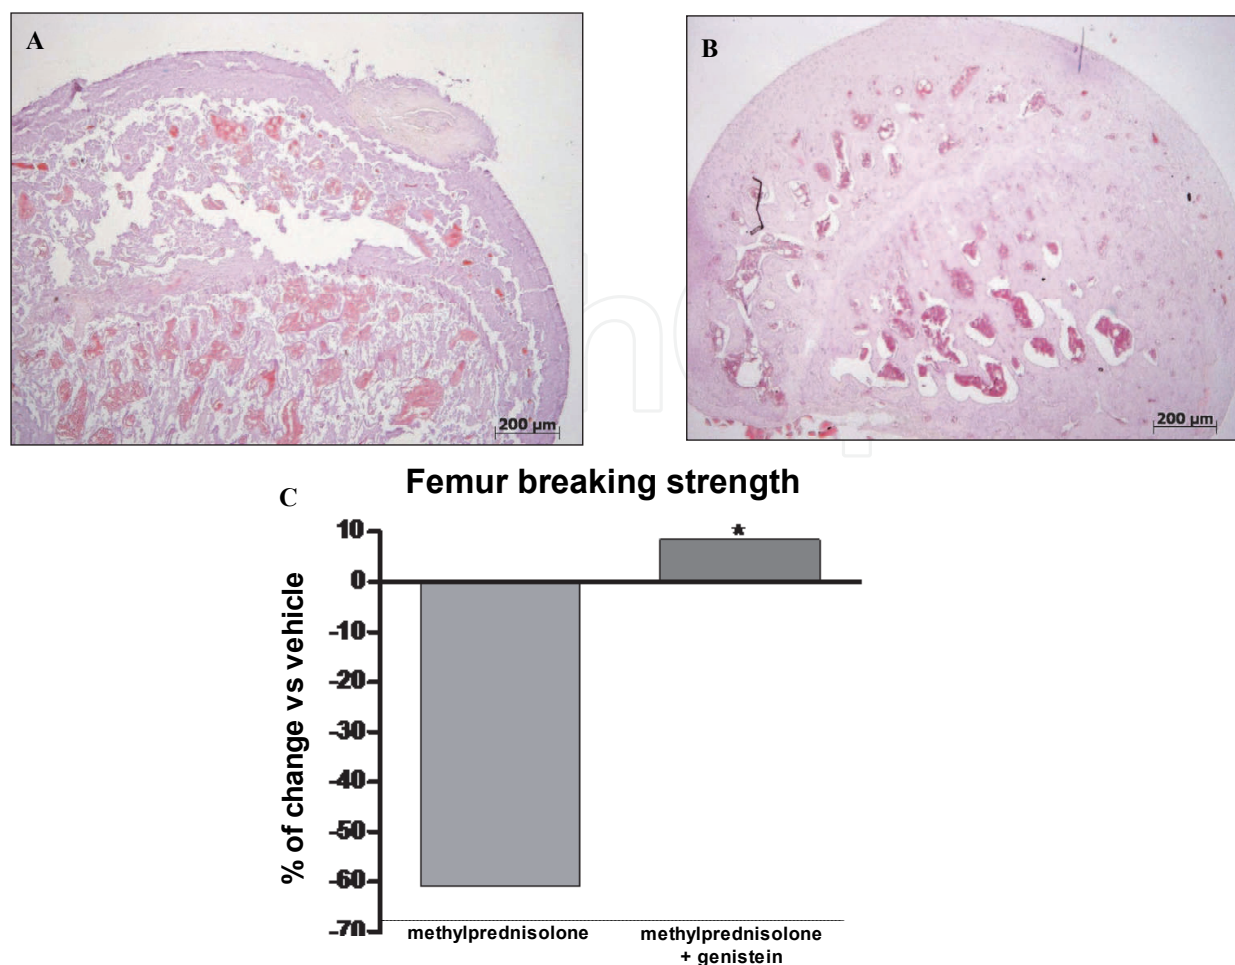 A
B
200 µm
200 µm
C
Femur breaking strength
% of change vs vehicle
10
0
-10
-20
-30
-40
-50
-60
-70
*
methylprednisolone
methylprednisolone
+ genistein